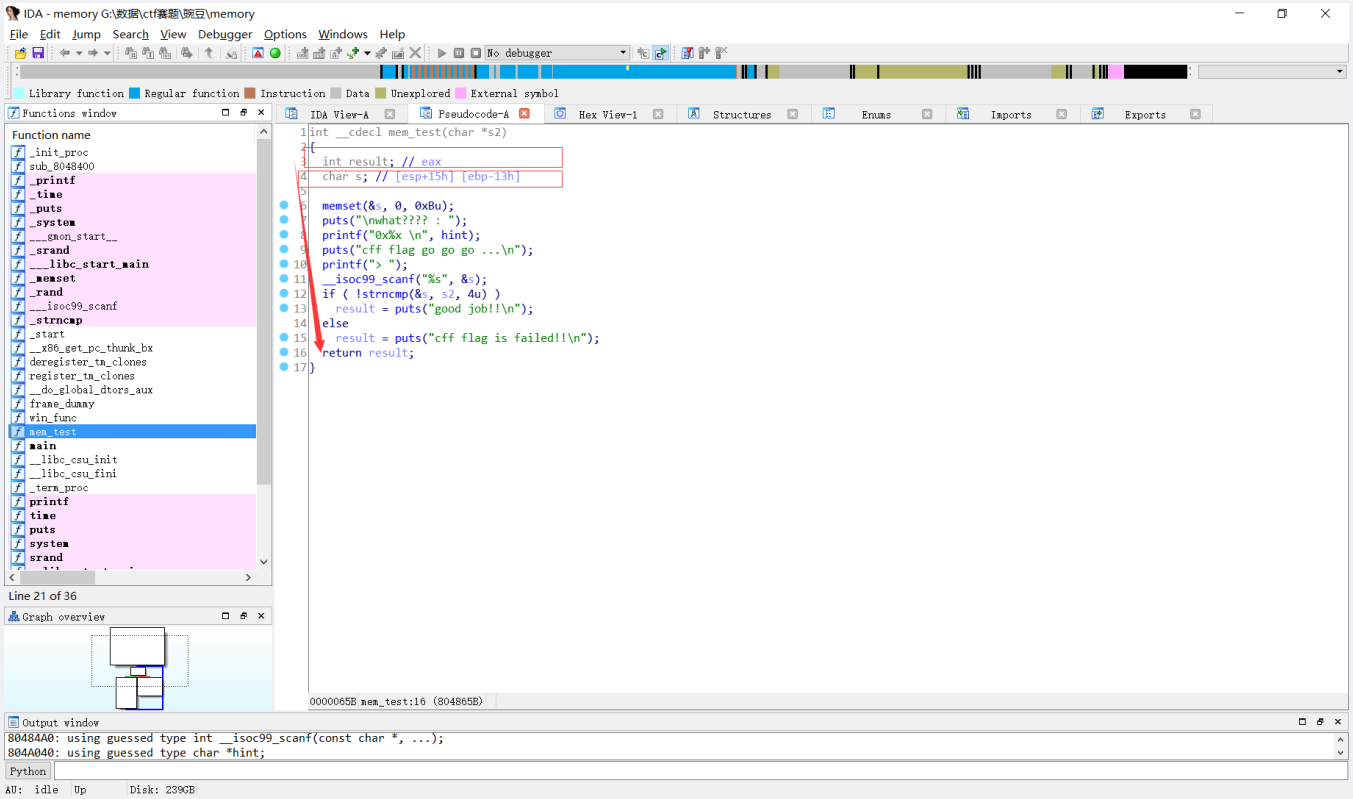 IDA - memory G:\数据\ctf赛题\豌豆\memory
File Edit Jump Search View Debugger Options Windows Help
No debugger
Library function Regular function Instruction Data Unexplored External symbol
Functions window
IDA View-A Pseudocode-A Hex View-1 Structures Enums Imports Exports
Function name
_init_proc
sub_8048400
_printf
_time
_puts
_system
___gmon_start__
_srand
___libc_start_main
_memset
_rand
___isoc99_scanf
_strncmp
_start
__x86_get_pc_thunk_bx
deregister_tm_clones
register_tm_clones
__do_global_dtors_aux
frame_dummy
win_func
mem_test
main
__libc_csu_init
__libc_csu_fini
_term_proc
printf
time
puts
system
srand
Line 21 of 36
Graph overview
1 int __cdecl mem_test(char *s2)
2 {
3 int result; // eax
4 char s; // [esp+15h] [ebp-13h]
5
6 memset(&s, 0, 0xBu);
7 puts("\nwhat???? : ");
8 printf("0x%x \n", hint);
9 puts("cff flag go go go ...\n");
10 printf("> ");
11 __isoc99_scanf("%s", &s);
12 if ( !strncmp(&s, s2, 4u) )
13 result = puts("good job!!\n");
14 else
15 result = puts("cff flag is failed!!\n");
16 return result;
17 }
0000065B mem_test:16 (804865B)
Output window
80484A0: using guessed type int __isoc99_scanf(const char *, ...);
804A040: using guessed type char *hint;
Python
AU: idle Up Disk: 239GB